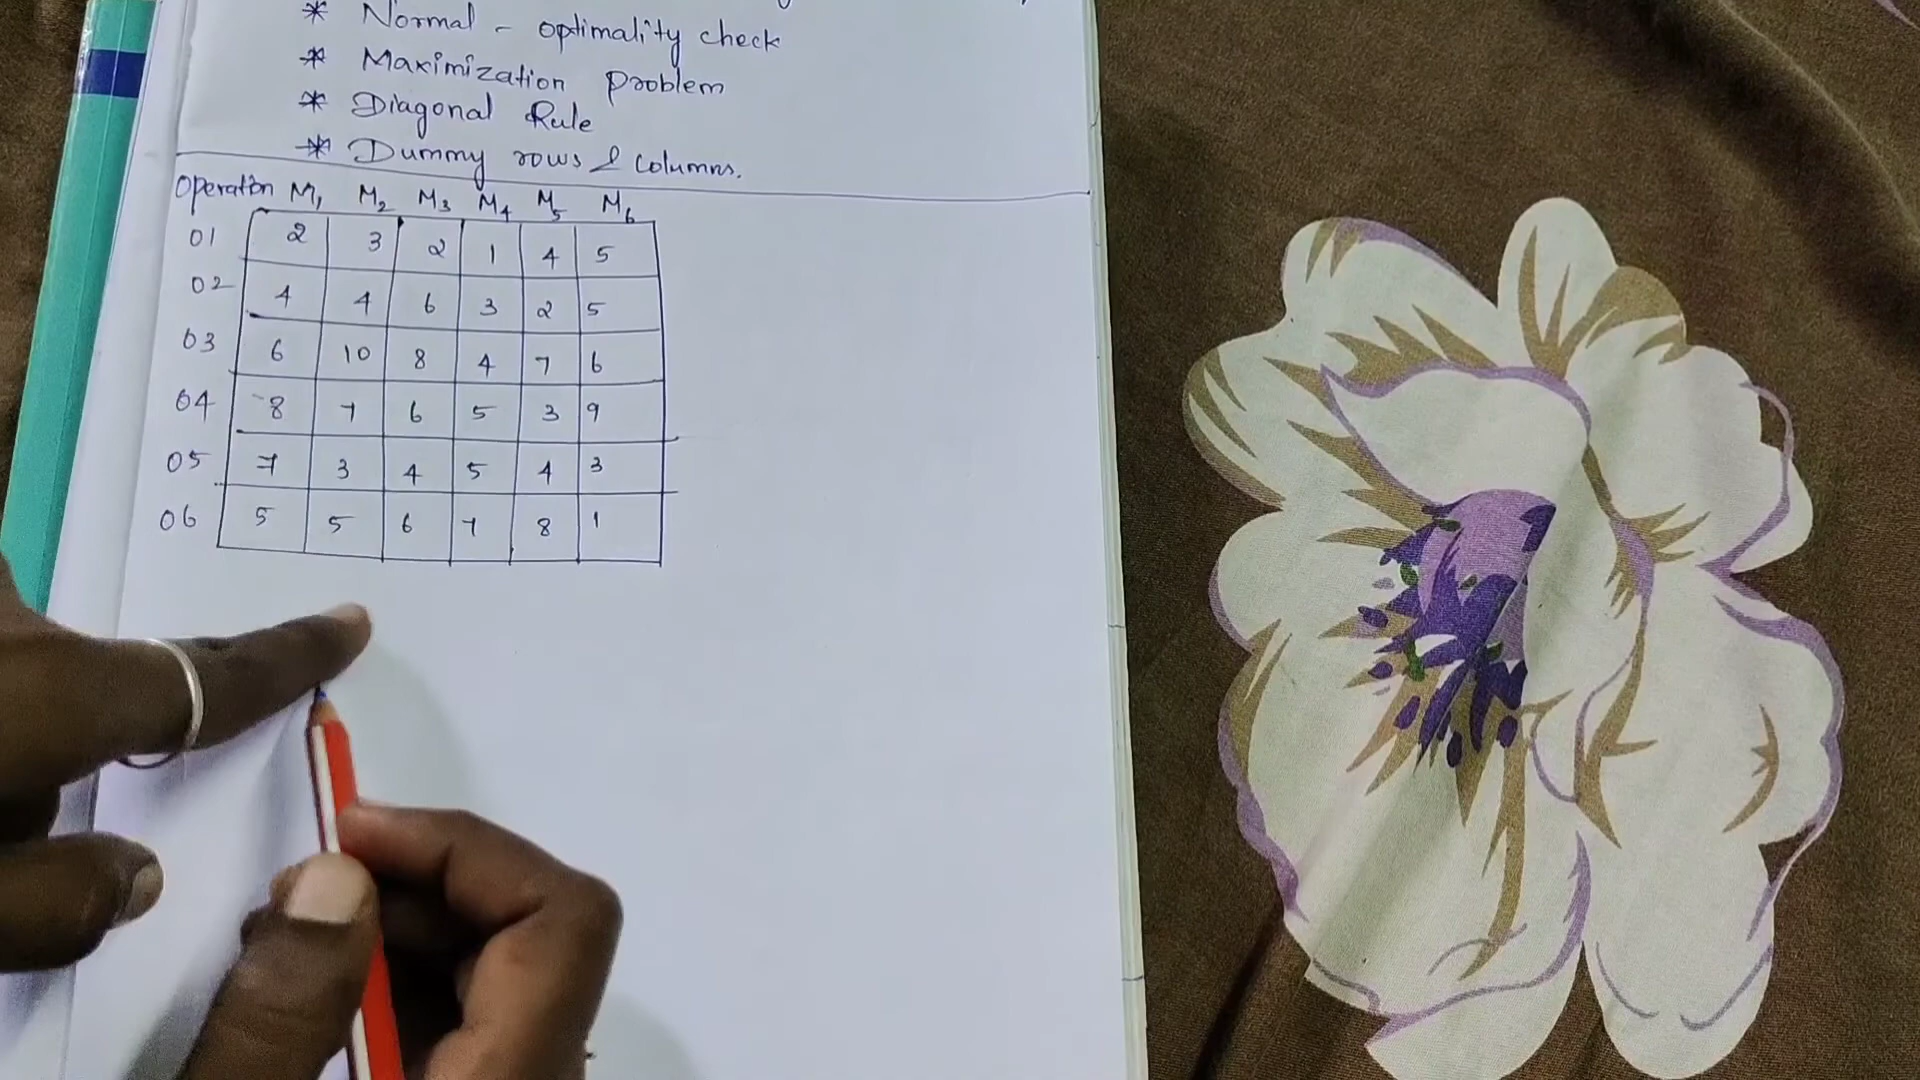 * Normal - optimality check
* Maximization problem
* Diagonal Rule
* Dummy rows & columns.
Operation M1 M2 M3 M4 M5 M6
01 2 3 2 1 4 5
02 4 4 6 3 2 5
03 6 10 8 4 7 6
04 8 7 6 5 3 9
05 7 3 4 5 4 3
06 5 5 6 7 8 1